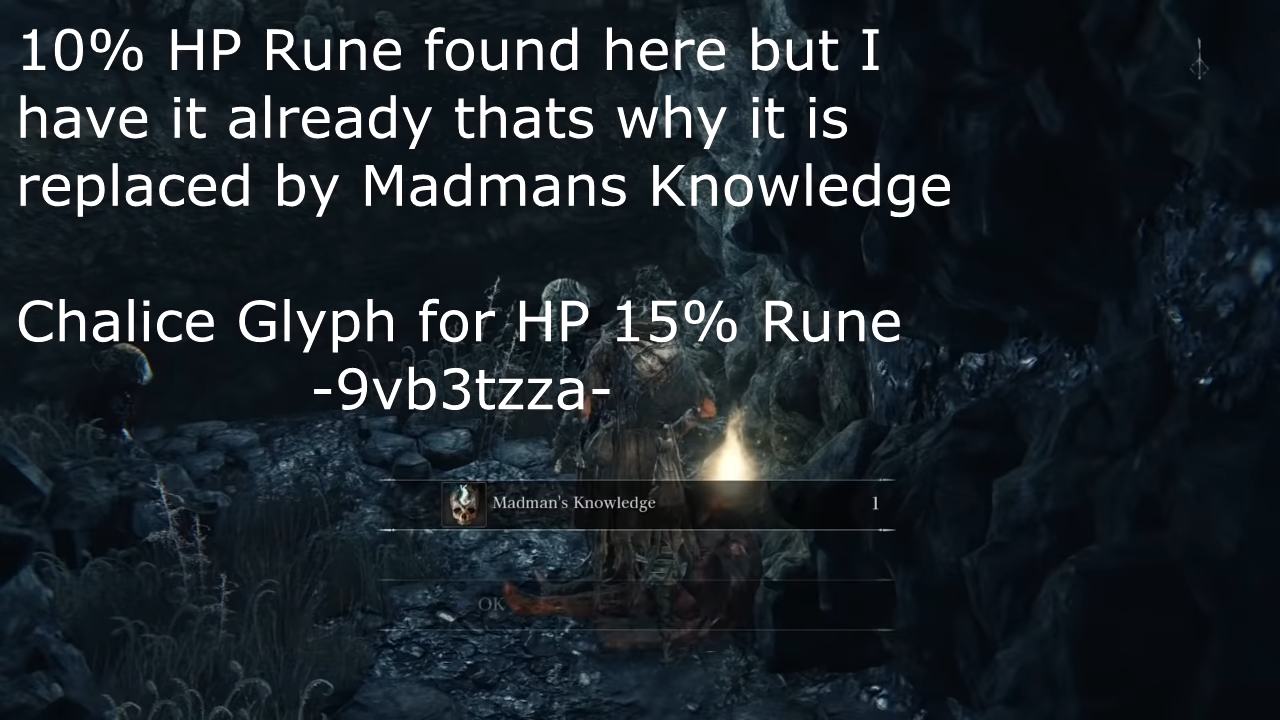 10% HP Rune found here but I
have it already thats why it is
replaced by Madmans Knowledge
Chalice Glyph for HP 15% Rune
-9vb3tzza-
Madman's Knowledge 1
OK